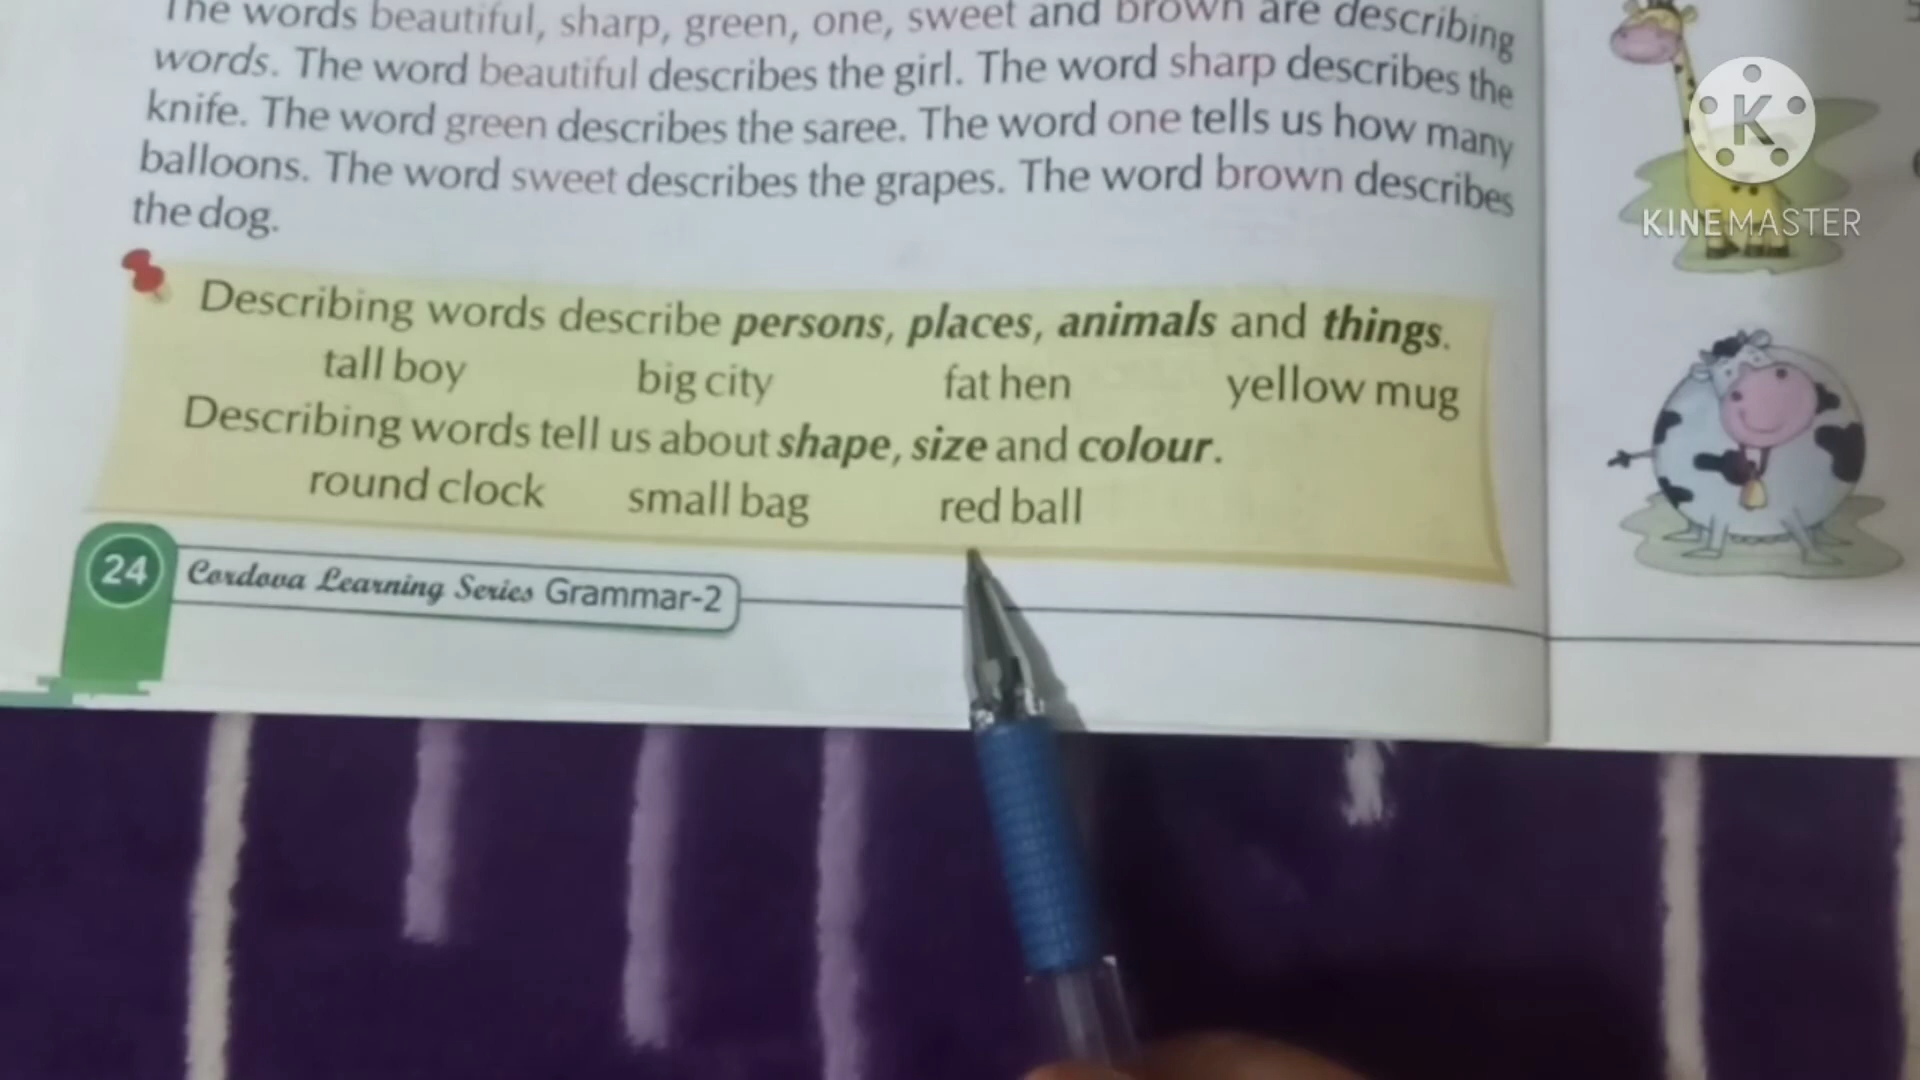 The words beautiful, sharp, green, one, sweet and brown are describing
words. The word beautiful describes the girl. The word sharp describes the
knife. The word green describes the saree. The word one tells us how many
balloons. The word sweet describes the grapes. The word brown describes
the dog.
Describing words describe persons, places, animals and things.
tall boy big city fat hen yellow mug
Describing words tell us about shape, size and colour.
round clock small bag red ball
24 Cordova Learning Series Grammar-2
K
KINEMASTER